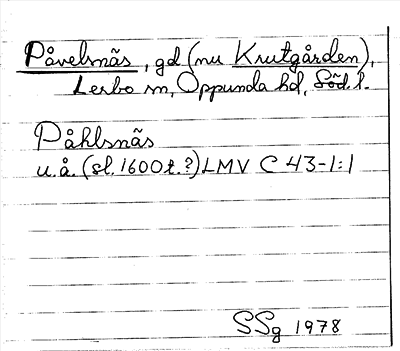 Påvelsnäs, gd (nu Krutgården),
Lerbo sn, Oppunda hd, Söd. l.
Påhlsnäs
u.å. (sl. 1600 t.?) LMV C 43-1:1
SSg 1978